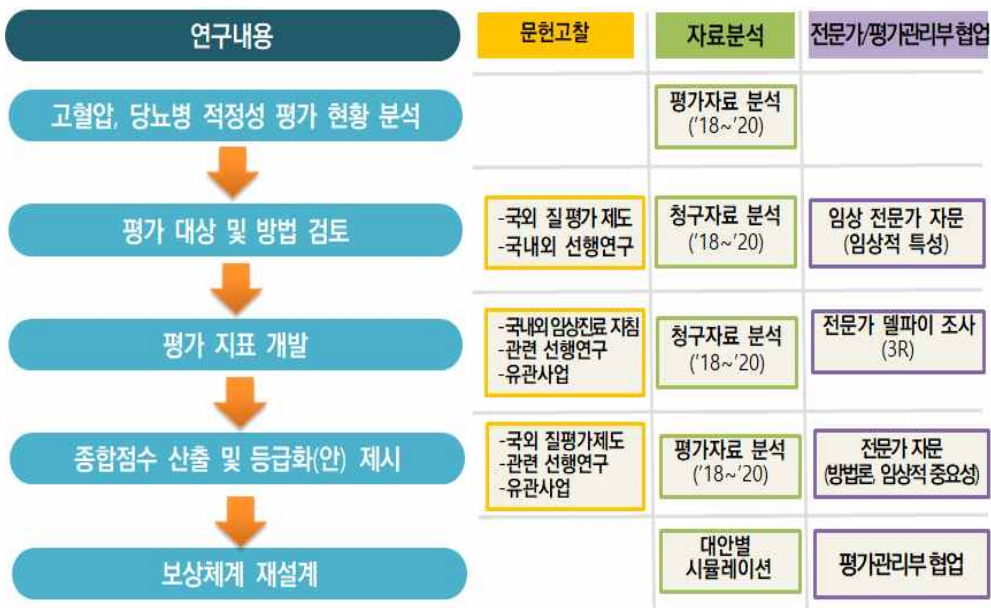 연구내용
문헌고찰
자료분석
전문가/평가관리부 협업
고혈압, 당뇨병 적정성 평가 현황 분석
평가자료 분석
('18~'20)
평가 대상 및 방법 검토
-국외 질 평가 제도
-국내외 선행연구
청구자료 분석
('18~'20)
임상 전문가 자문
(임상적 특성)
평가 지표 개발
-국내외임상진료 지침
-관련 선행연구
-유관사업
청구자료 분석
('18~'20)
전문가 델파이 조사
(3R)
종합점수 산출 및 등급화(안) 제시
-국외 질평가제도
-관련 선행연구
-유관사업
평가자료 분석
('18~'20)
전문가 자문
(방법론, 임상적 중요성)
보상체계 재설계
대안별
시뮬레이션
평가관리부 협업